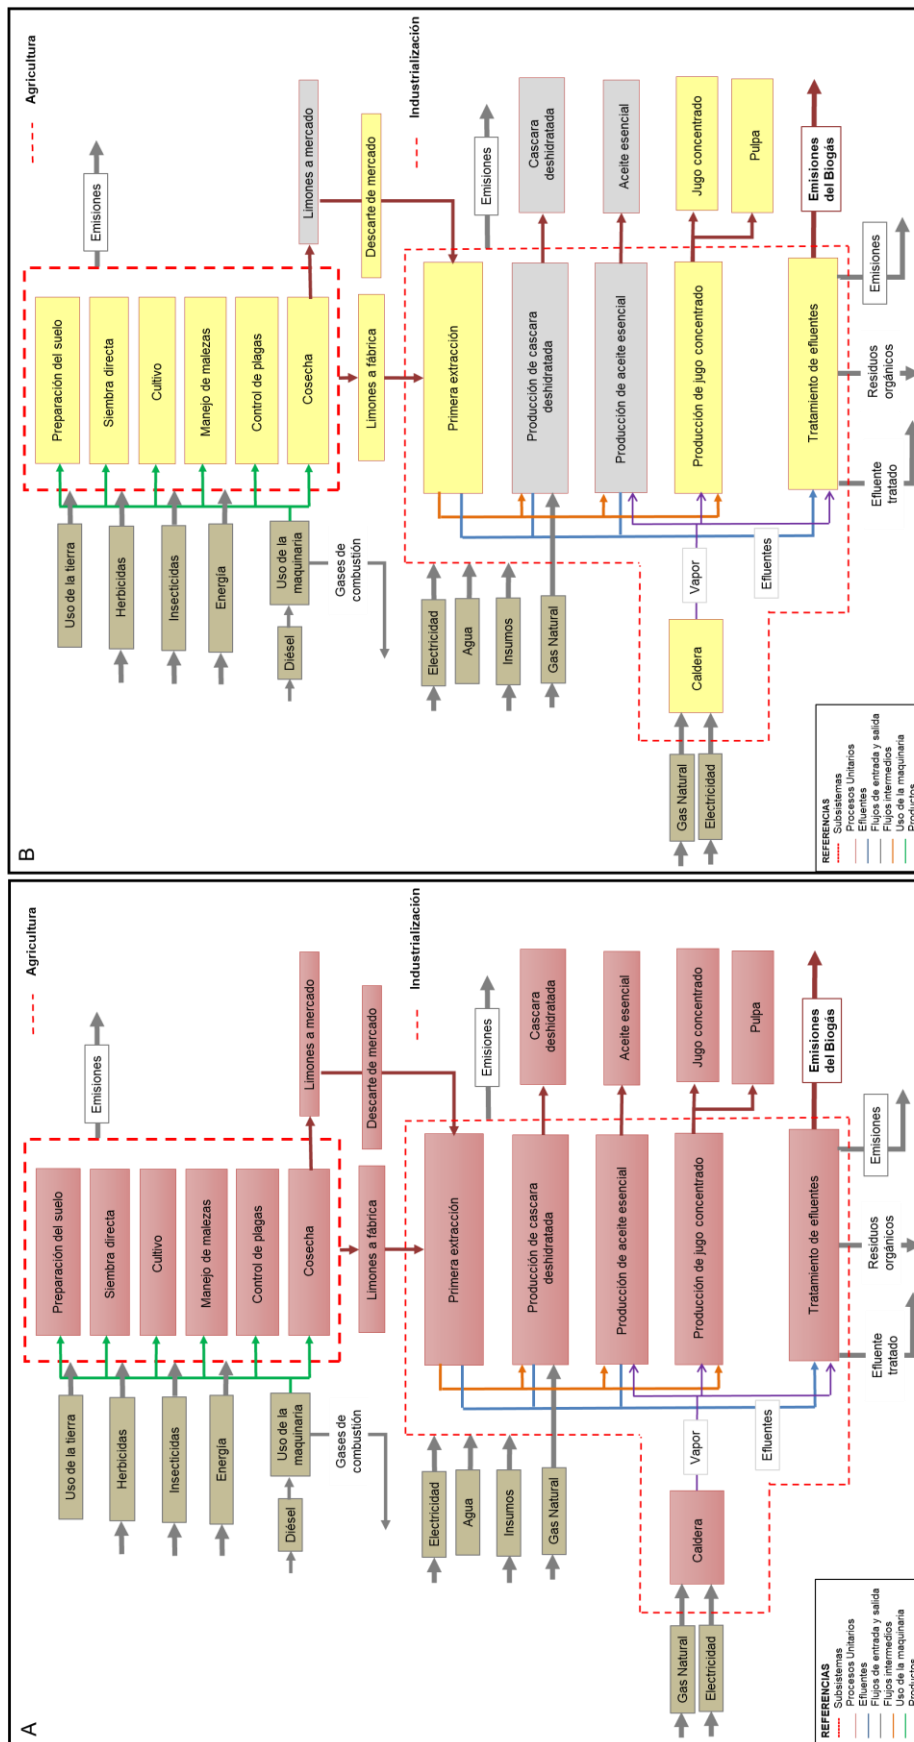 A
Agricultura
Emisiones
Preparación del suelo
Siembra directa
Cultivo
Manejo de malezas
Control de plagas
Cosecha
Uso de la tierra
Herbicidas
Insecticidas
Energía
Diésel
Uso de la
maquinaria
Gases de
combustión
Limones a mercado
Limones a fábrica
Descarte de mercado
Industrialización
Emisiones
Electricidad
Agua
Insumos
Gas Natural
Primera extracción
Producción de cascara
deshidratada
Cascara
deshidratada
Producción de aceite esencial
Aceite esencial
Producción de jugo concentrado
Jugo concentrado
Pulpa
Gas Natural
Electricidad
Caldera
Vapor
Efluentes
Tratamiento de efluentes
Emisiones
del Biogás
Efluente
tratado
Residuos
orgánicos
Emisiones
REFERENCIAS
Subsistemas
Procesos Unitarios
Efluentes
Flujos de entrada y salida
Flujos intermedios
Uso de la maquinaria
Productos
B
Agricultura
Emisiones
Preparación del suelo
Siembra directa
Cultivo
Manejo de malezas
Control de plagas
Cosecha
Uso de la tierra
Herbicidas
Insecticidas
Energía
Diésel
Uso de la
maquinaria
Gases de
combustión
Limones a mercado
Limones a fábrica
Descarte de mercado
Industrialización
Emisiones
Electricidad
Agua
Insumos
Gas Natural
Primera extracción
Producción de cascara
deshidratada
Cascara
deshidratada
Producción de aceite esencial
Aceite esencial
Producción de jugo concentrado
Jugo concentrado
Pulpa
Gas Natural
Electricidad
Caldera
Vapor
Efluentes
Tratamiento de efluentes
Emisiones
del Biogás
Efluente
tratado
Residuos
orgánicos
Emisiones
REFERENCIAS
Subsistemas
Procesos Unitarios
Efluentes
Flujos de entrada y salida
Flujos intermedios
Uso de la maquinaria
Productos